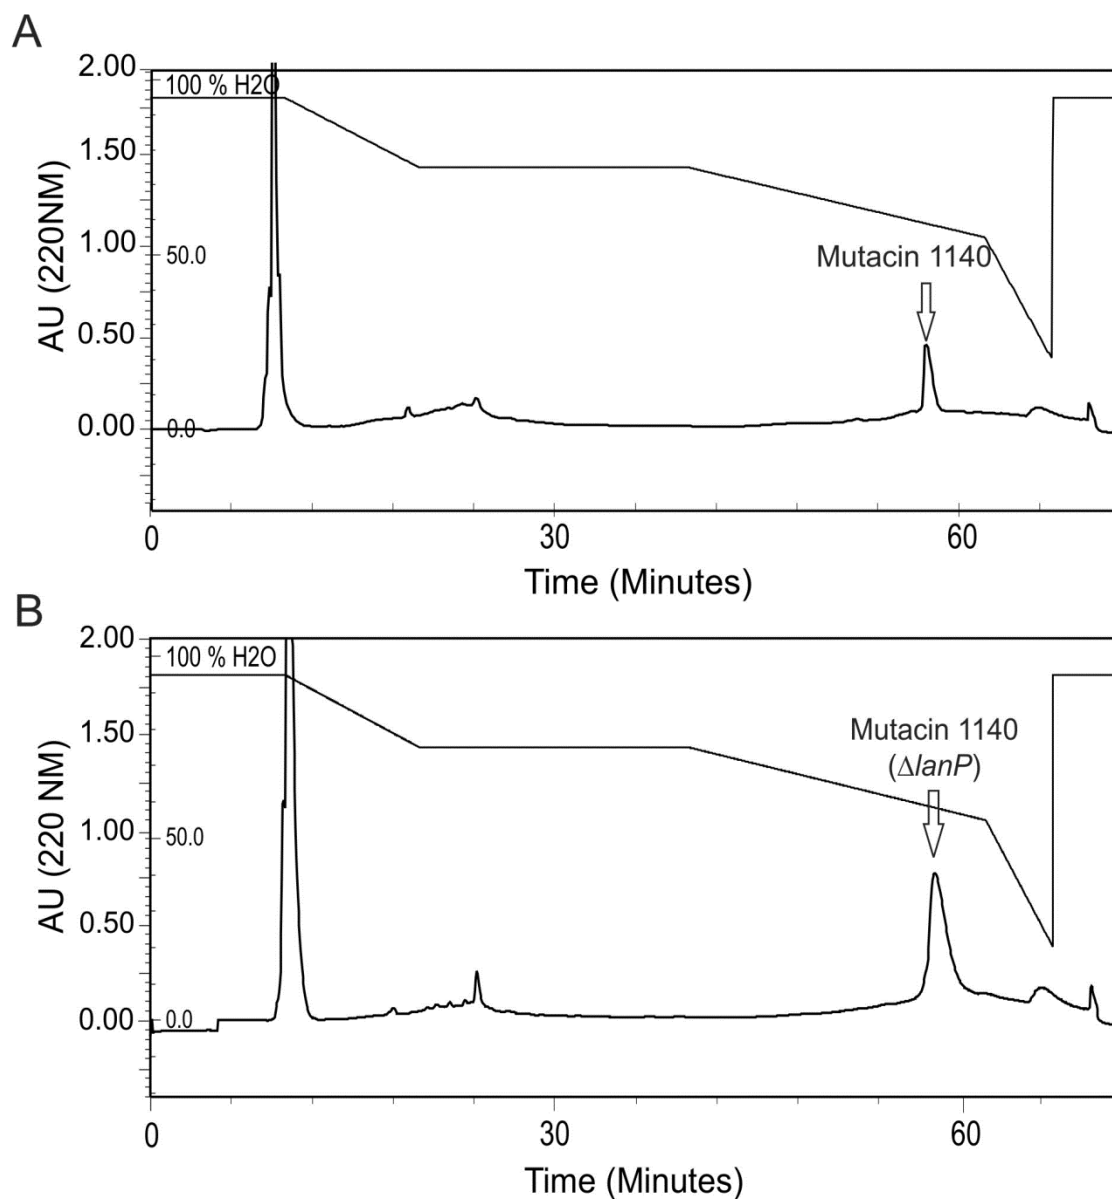 A
2.00
100 % H2O
1.50
1.00
50.0
Mutacin 1140
0.50
0.00
0.0
AU (220NM)
0
30
60
Time (Minutes)
B
2.00
100 % H2O
1.50
Mutacin 1140
(ΔlanP)
1.00
50.0
0.50
0.00
0.0
AU (220 NM)
0
30
60
Time (Minutes)